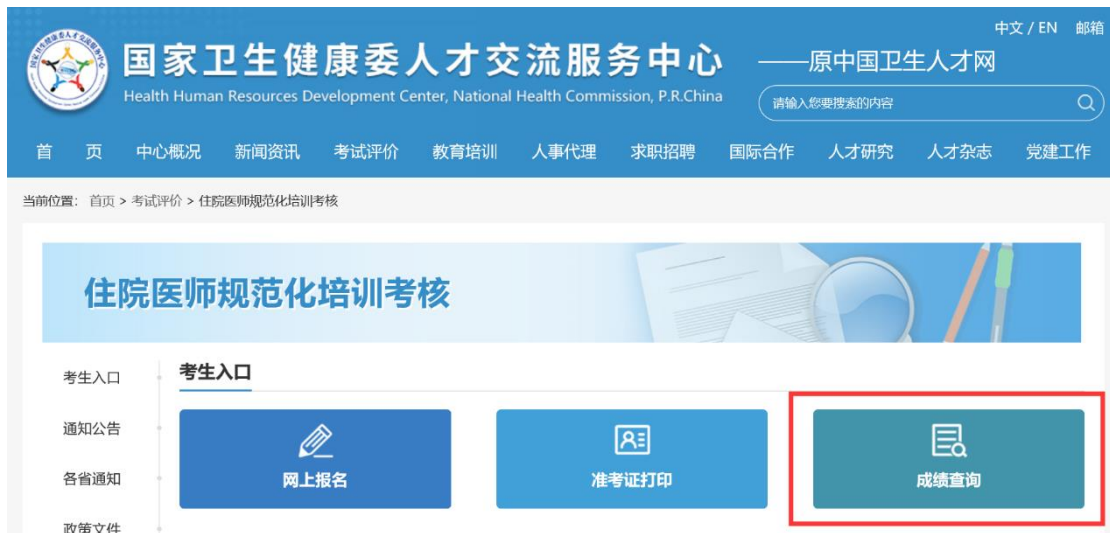 中文 / EN 邮箱
国家卫生健康委人才交流服务中心
——原中国卫生人才网
Health Human Resources Development Center, National Health Commission, P.R.China
请输入您要搜索的内容
首 页 中心概况 新闻资讯 考试评价 教育培训 人事代理 求职招聘 国际合作 人才研究 人才杂志 党建工作
当前位置： 首页 > 考试评价 > 住院医师规范化培训考核
住院医师规范化培训考核
考生入口
通知公告
各省通知
政策文件
考生入口
网上报名
准考证打印
成绩查询